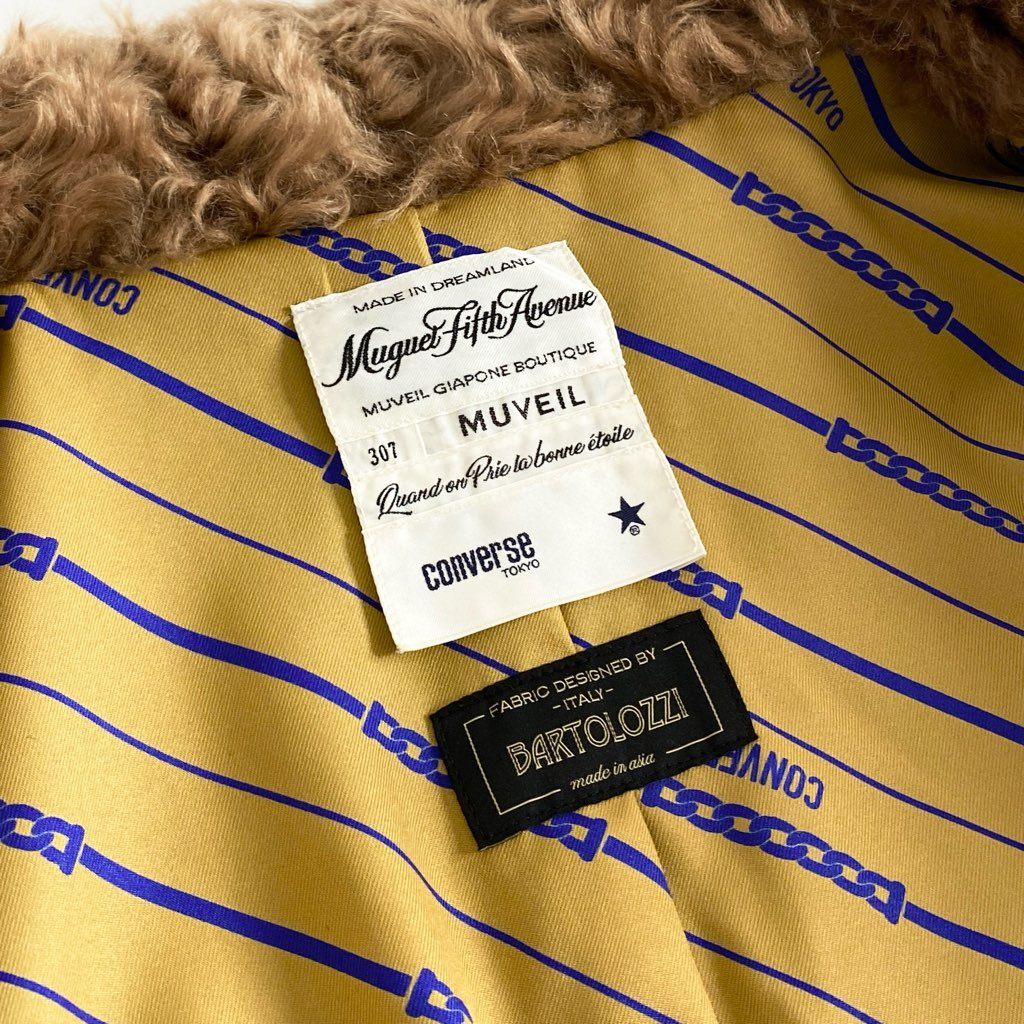 TOKYO
CONVE
MADE IN DREAMLAND
Muguet Fifth Avenue
MUVEIL GIAPONE BOUTIQUE
307 MUVEIL
Quand on Prie la bonne étoile
converse
TOKYO
®
FABRIC DESIGNED BY
-ITALY-
BARTOLOZZI
made in asia
CONVE